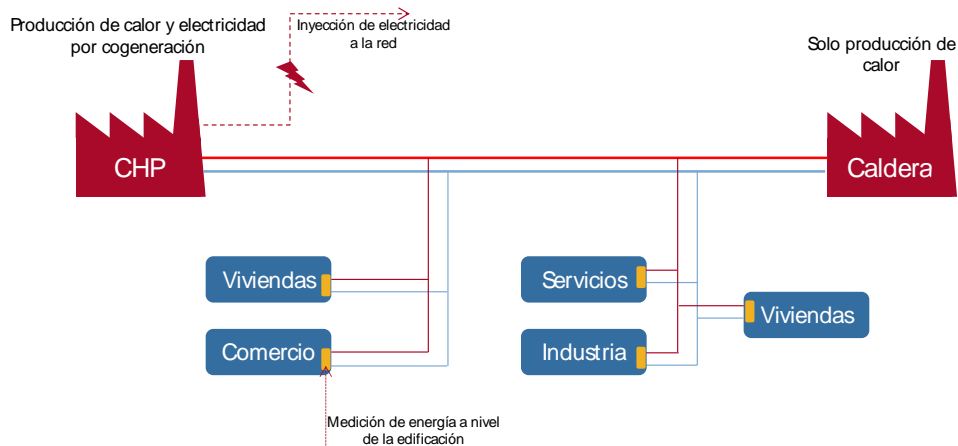 Producción de calor y electricidad
por cogeneración
Inyección de electricidad
a la red
Solo producción de
calor
CHP
Caldera
Viviendas
Servicios
Viviendas
Comercio
Industria
Medición de energía a nivel
de la edificación